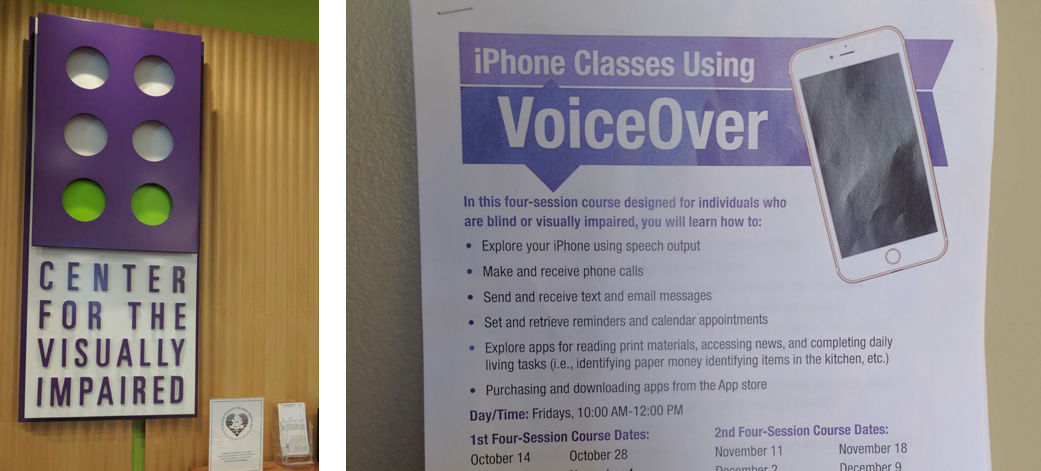 CENTER
FOR THE
VISUALLY
IMPAIRED
iPhone Classes Using
VoiceOver
In this four-session course designed for individuals who
are blind or visually impaired, you will learn how to:
• Explore your iPhone using speech output
• Make and receive phone calls
• Send and receive text and email messages
• Set and retrieve reminders and calendar appointments
• Explore apps for reading print materials, accessing news, and completing daily
living tasks (i.e., identifying paper money identifying items in the kitchen, etc.)
• Purchasing and downloading apps from the App store
Day/Time: Fridays, 10:00 AM-12:00 PM
1st Four-Session Course Dates:
October 14 October 28
2nd Four-Session Course Dates:
November 11 November 18
December 2 December 9